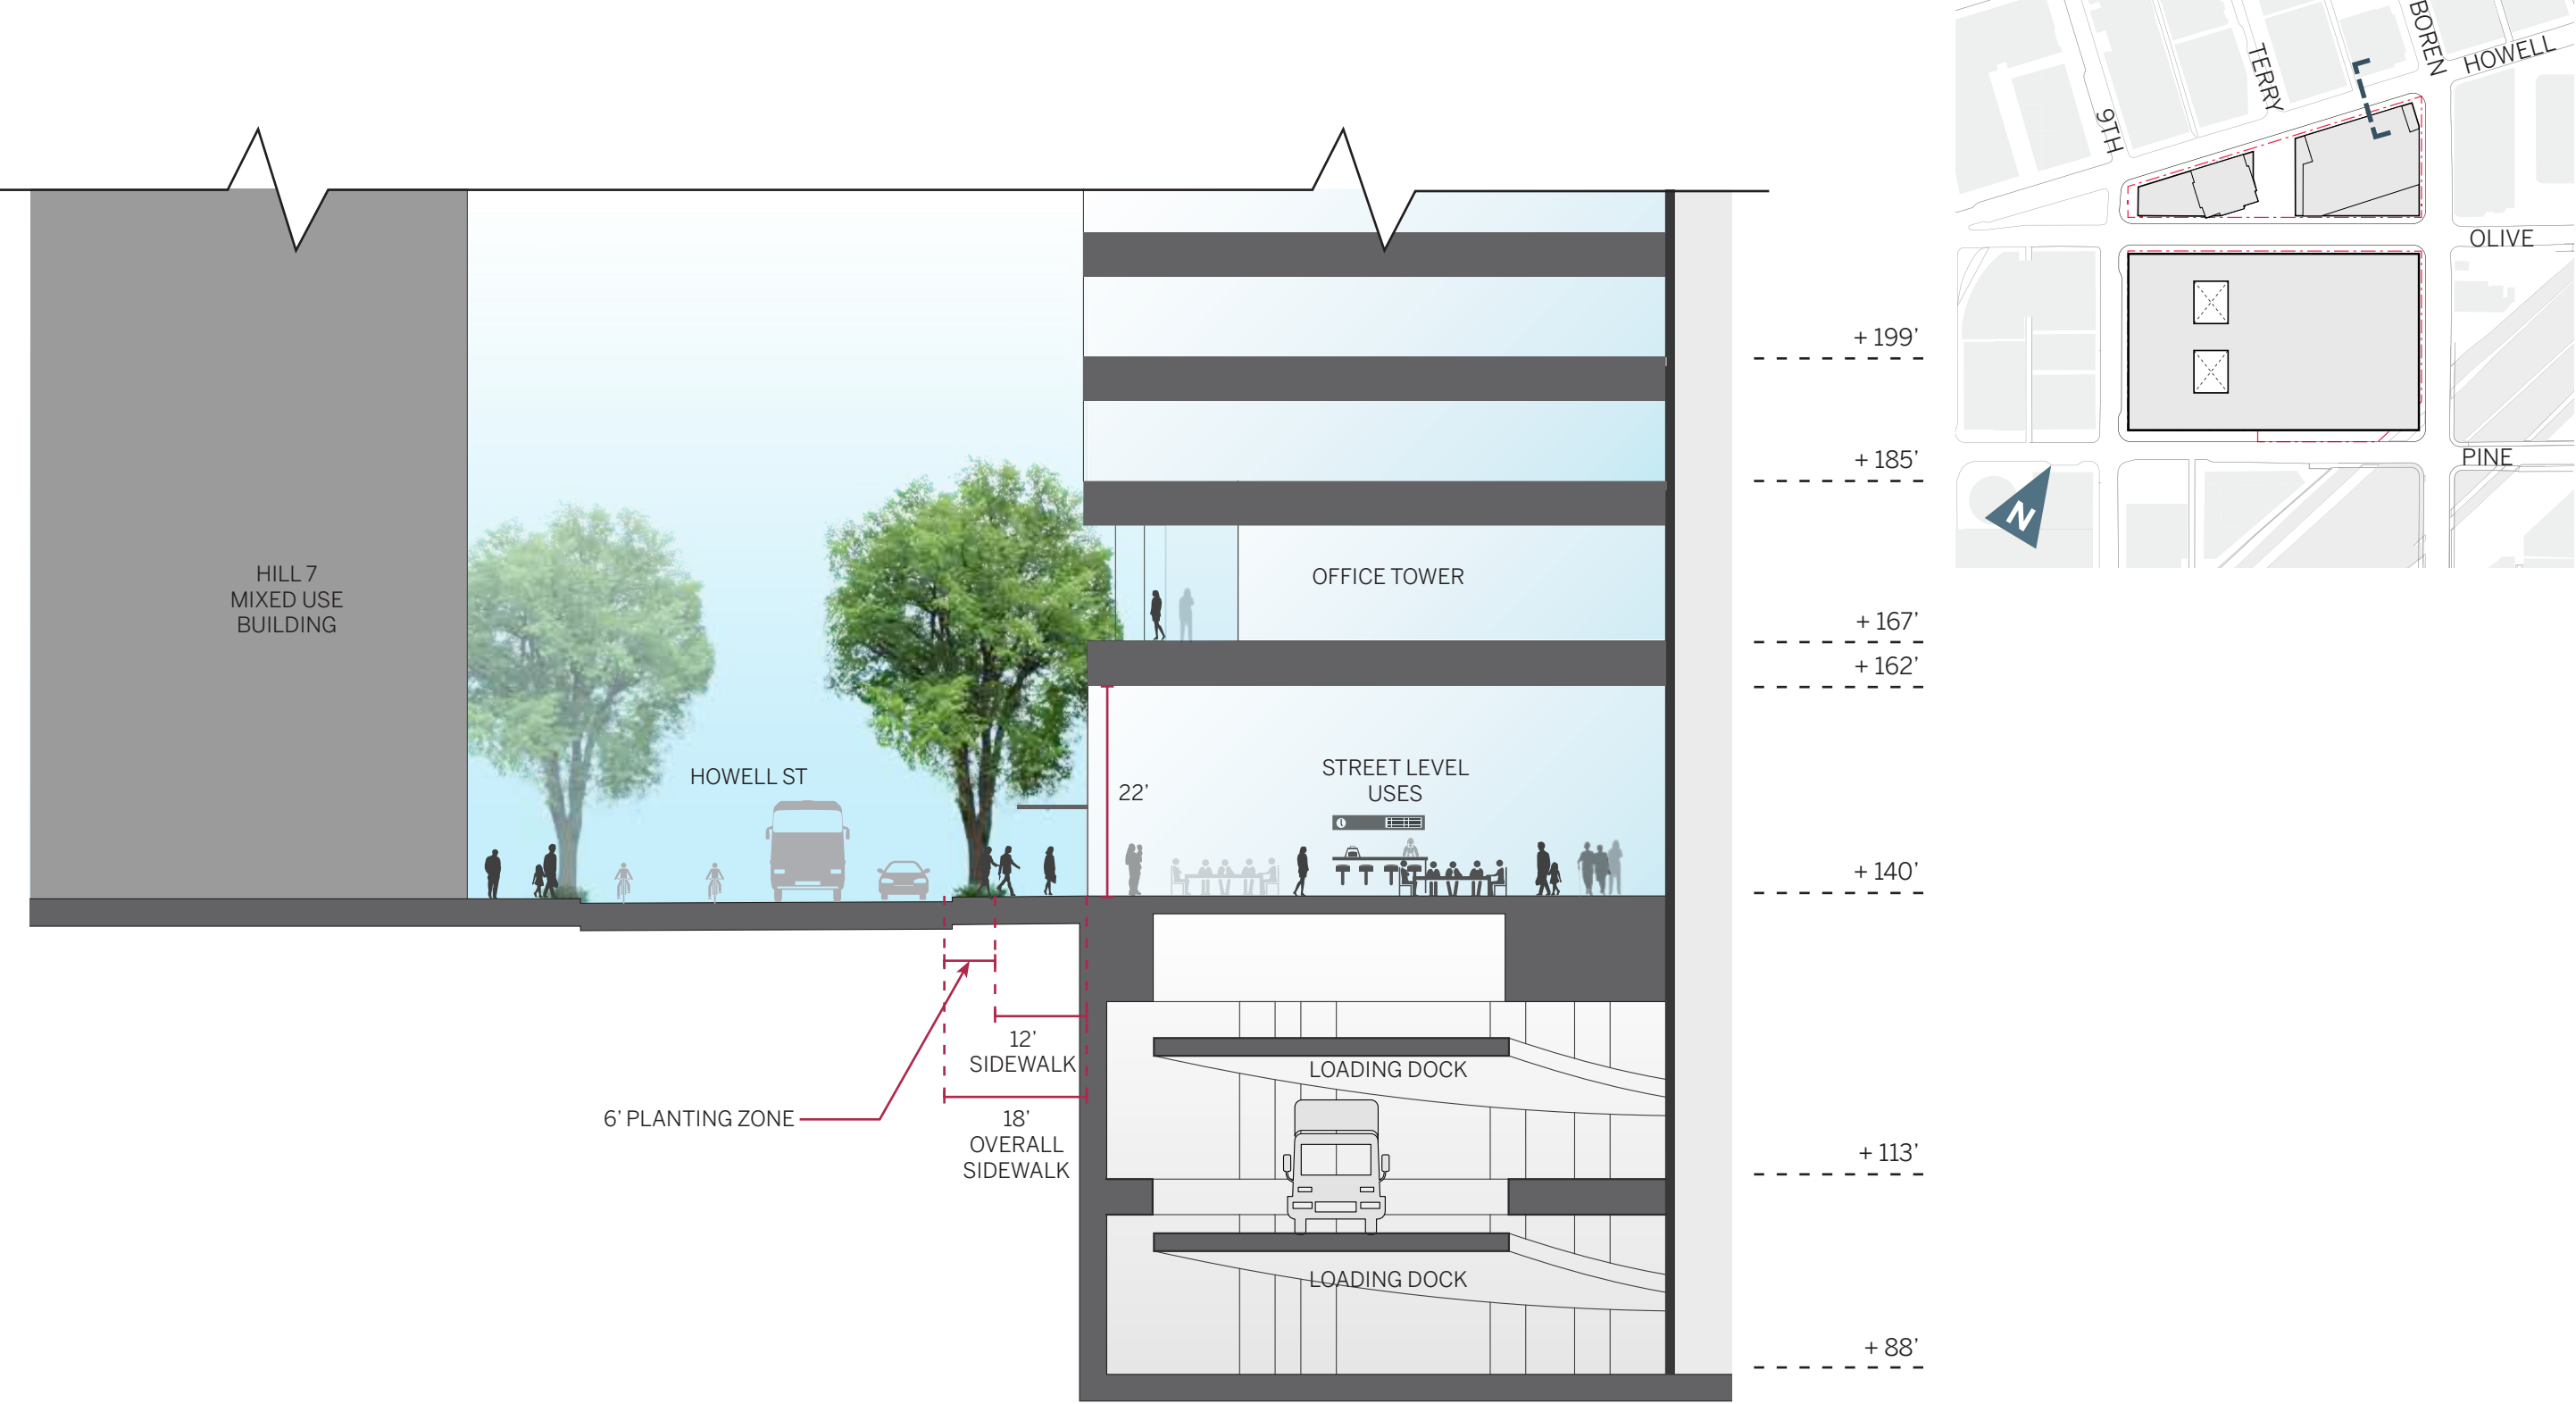 HILL 7
MIXED USE
BUILDING
HOWELL ST
OFFICE TOWER
STREET LEVEL
USES
22’
12’
SIDEWALK
6’ PLANTING ZONE
18’
OVERALL
SIDEWALK
LOADING DOCK
LOADING DOCK
+ 199’
+ 185’
+ 167’
+ 162’
+ 140’
+ 113’
+ 88’
BOREN
HOWELL
TERRY
9TH
OLIVE
PINE
N